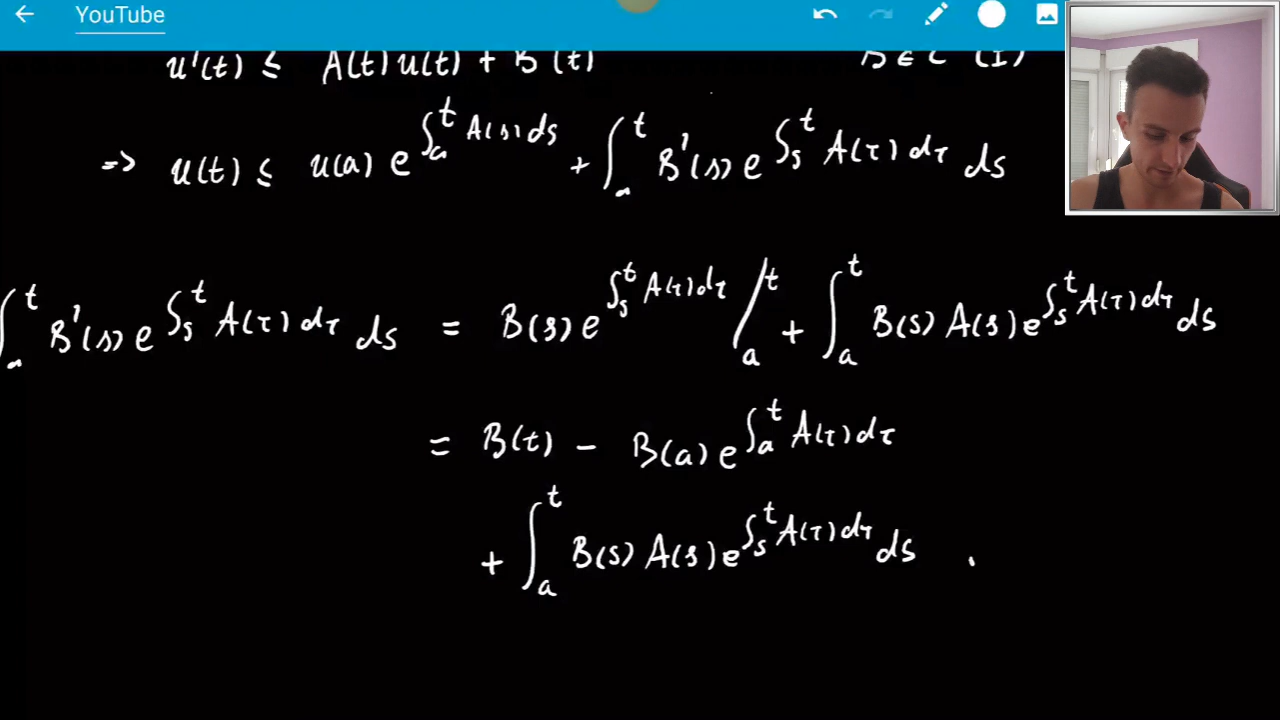 YouTube
u'(t) ≤ A(t) u(t) + B'(t) B ∈ C (I)
=> u(t) ≤ u(a) e^{∫_a^t A(s) ds} + ∫_a^t B'(s) e^{∫_s^t A(τ) dτ} ds
∫_a^t B'(s) e^{∫_s^t A(τ) dτ} ds = B(s) e^{∫_s^t A(τ) dτ} /_a^t + ∫_a^t B(s) A(s) e^{∫_s^t A(τ) dτ} ds
= B(t) - B(a) e^{∫_a^t A(τ) dτ}
+ ∫_a^t B(s) A(s) e^{∫_s^t A(τ) dτ} ds .